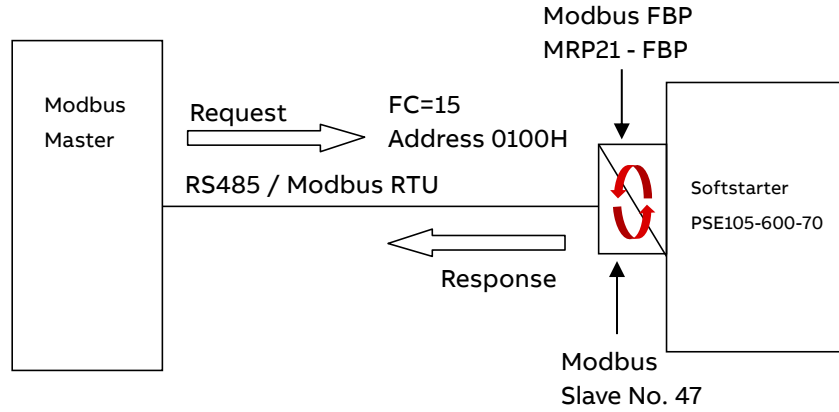 Modbus FBP
MRP21 - FBP
Modbus
Master
Request
FC=15
Address 0100H
RS485 / Modbus RTU
Softstarter
PSE105-600-70
Response
Modbus
Slave No. 47